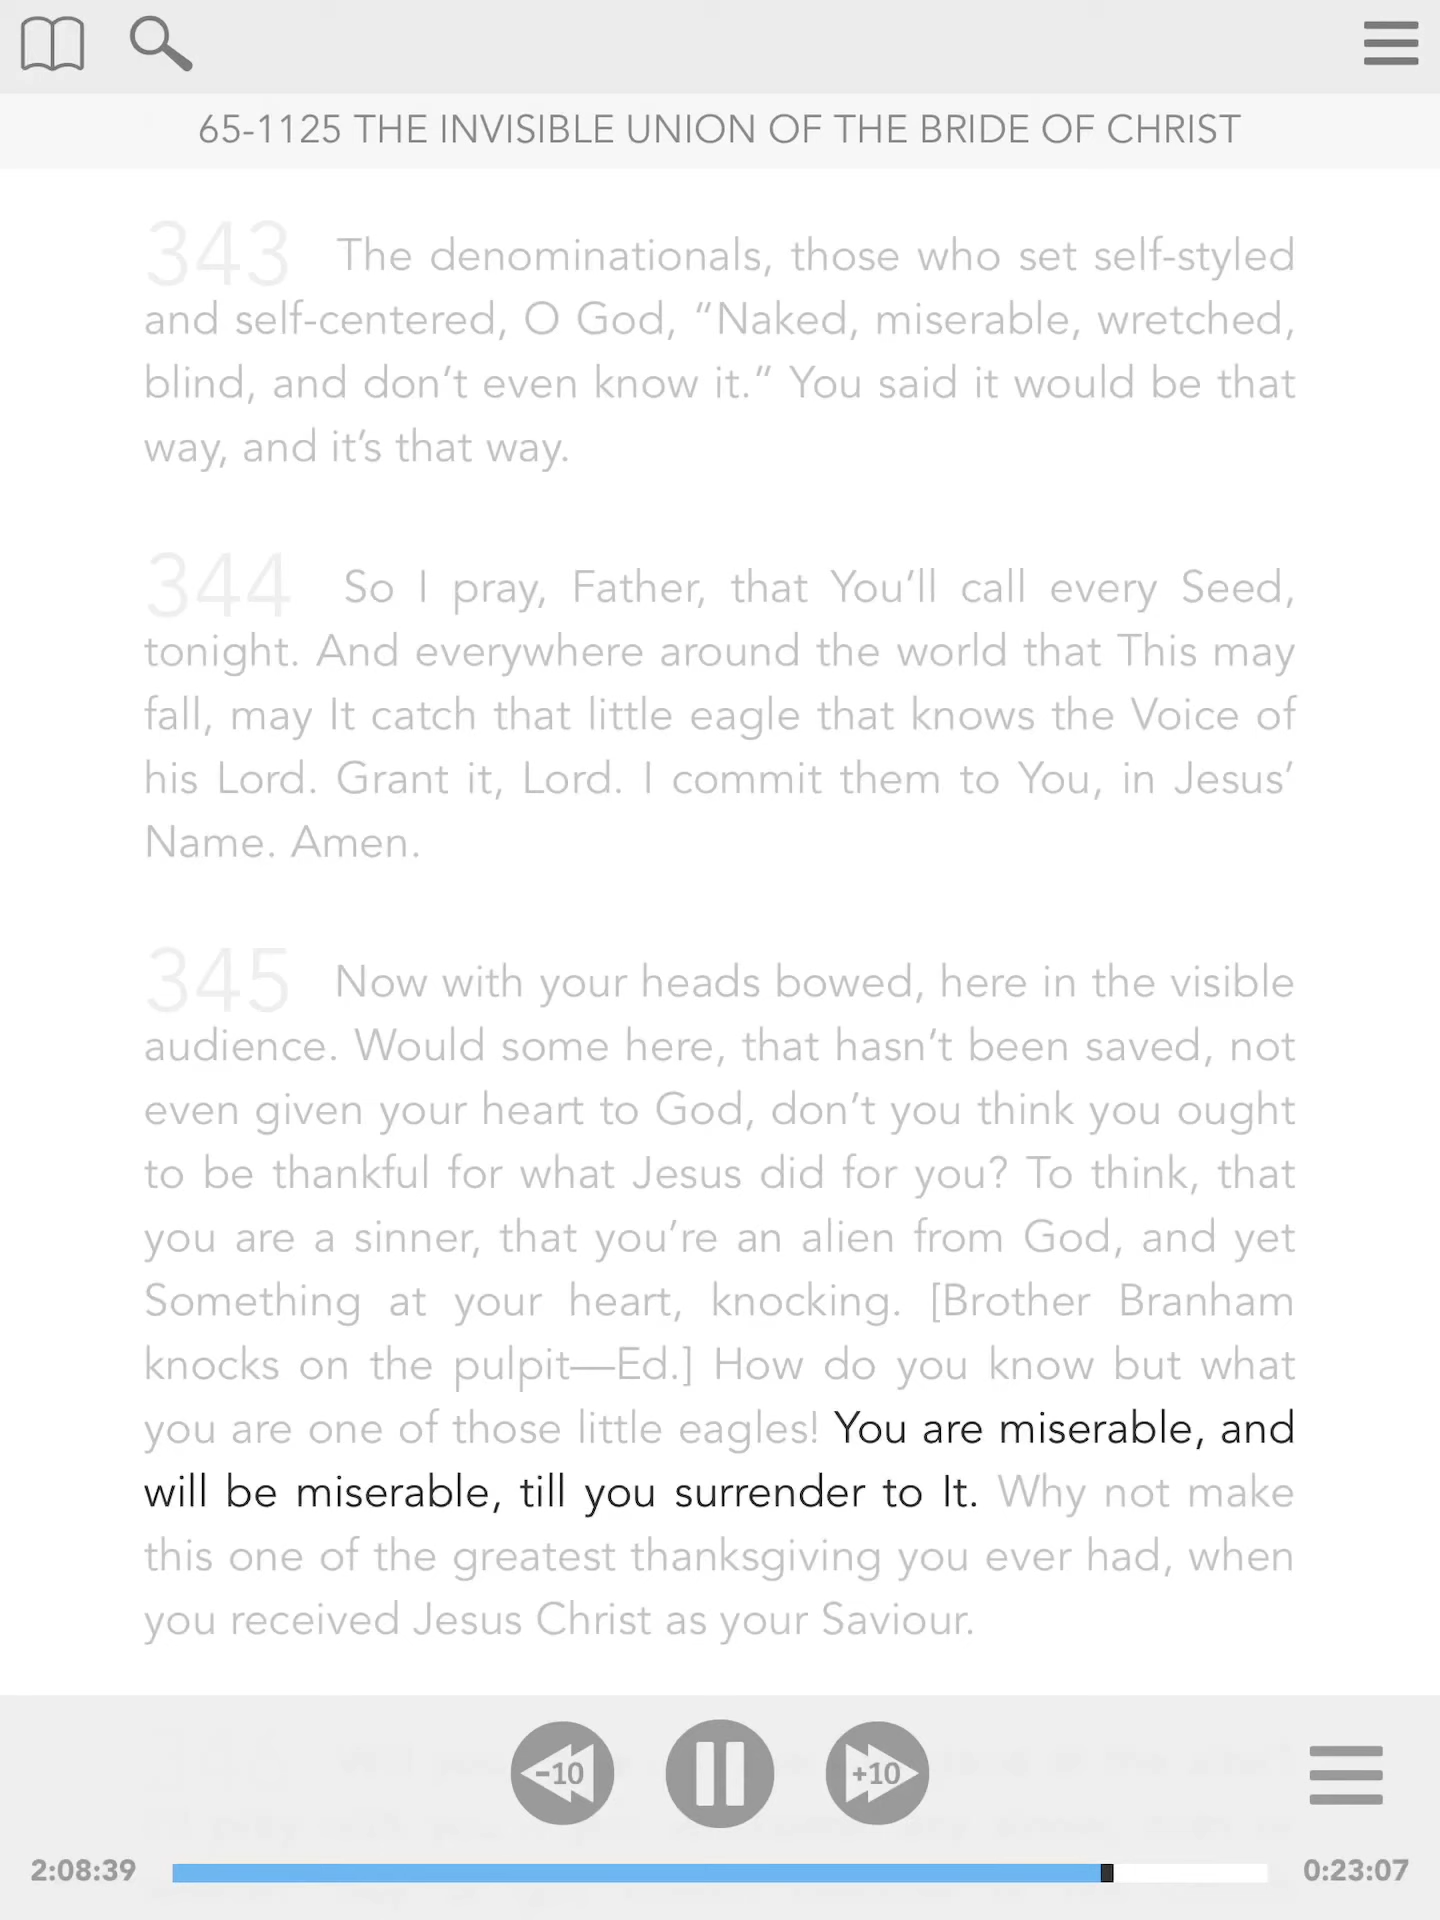 65-1125 THE INVISIBLE UNION OF THE BRIDE OF CHRIST
343 The denominationals, those who set self-styled
and self-centered, O God, “Naked, miserable, wretched,
blind, and don’t even know it.” You said it would be that
way, and it’s that way.
344 So I pray, Father, that You’ll call every Seed,
tonight. And everywhere around the world that This may
fall, may It catch that little eagle that knows the Voice of
his Lord. Grant it, Lord. I commit them to You, in Jesus’
Name. Amen.
345 Now with your heads bowed, here in the visible
audience. Would some here, that hasn’t been saved, not
even given your heart to God, don’t you think you ought
to be thankful for what Jesus did for you? To think, that
you are a sinner, that you’re an alien from God, and yet
Something at your heart, knocking. [Brother Branham
knocks on the pulpit—Ed.] How do you know but what
you are one of those little eagles! You are miserable, and
will be miserable, till you surrender to It. Why not make
this one of the greatest thanksgiving you ever had, when
you received Jesus Christ as your Saviour.
-10 +10
2:08:39 0:23:07